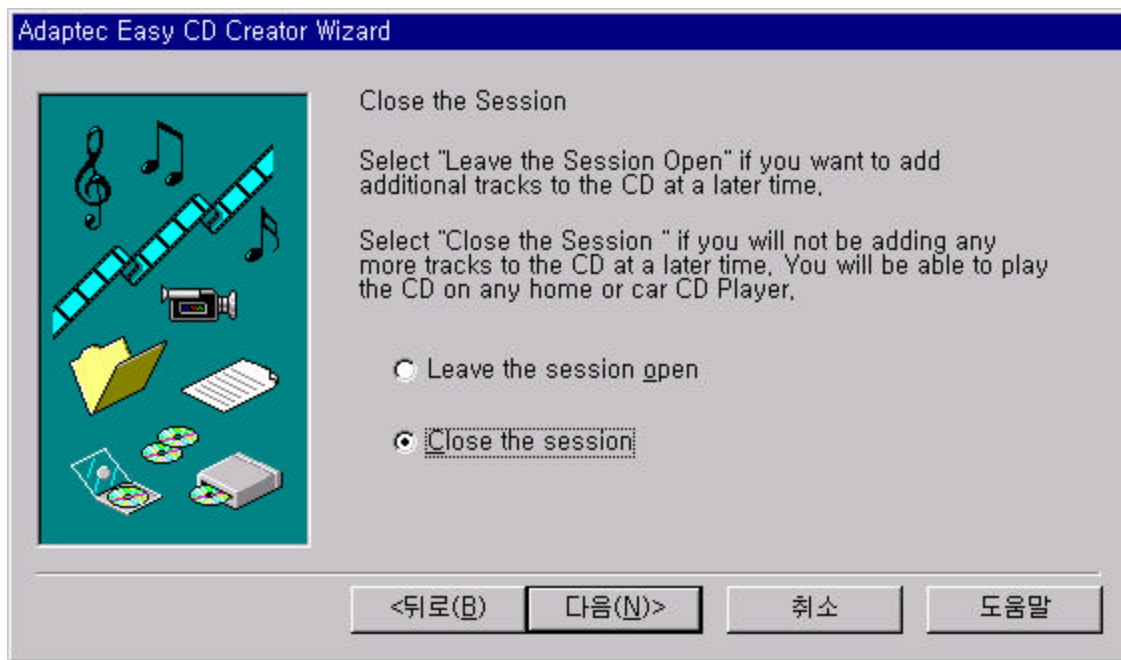 Adaptec Easy CD Creator Wizard
Close the Session
Select "Leave the Session Open" if you want to add
additional tracks to the CD at a later time.
Select "Close the Session " if you will not be adding any
more tracks to the CD at a later time. You will be able to play
the CD on any home or car CD Player.
Leave the session open
Close the session
<뒤로(B) 다음(N)> 취소 도움말